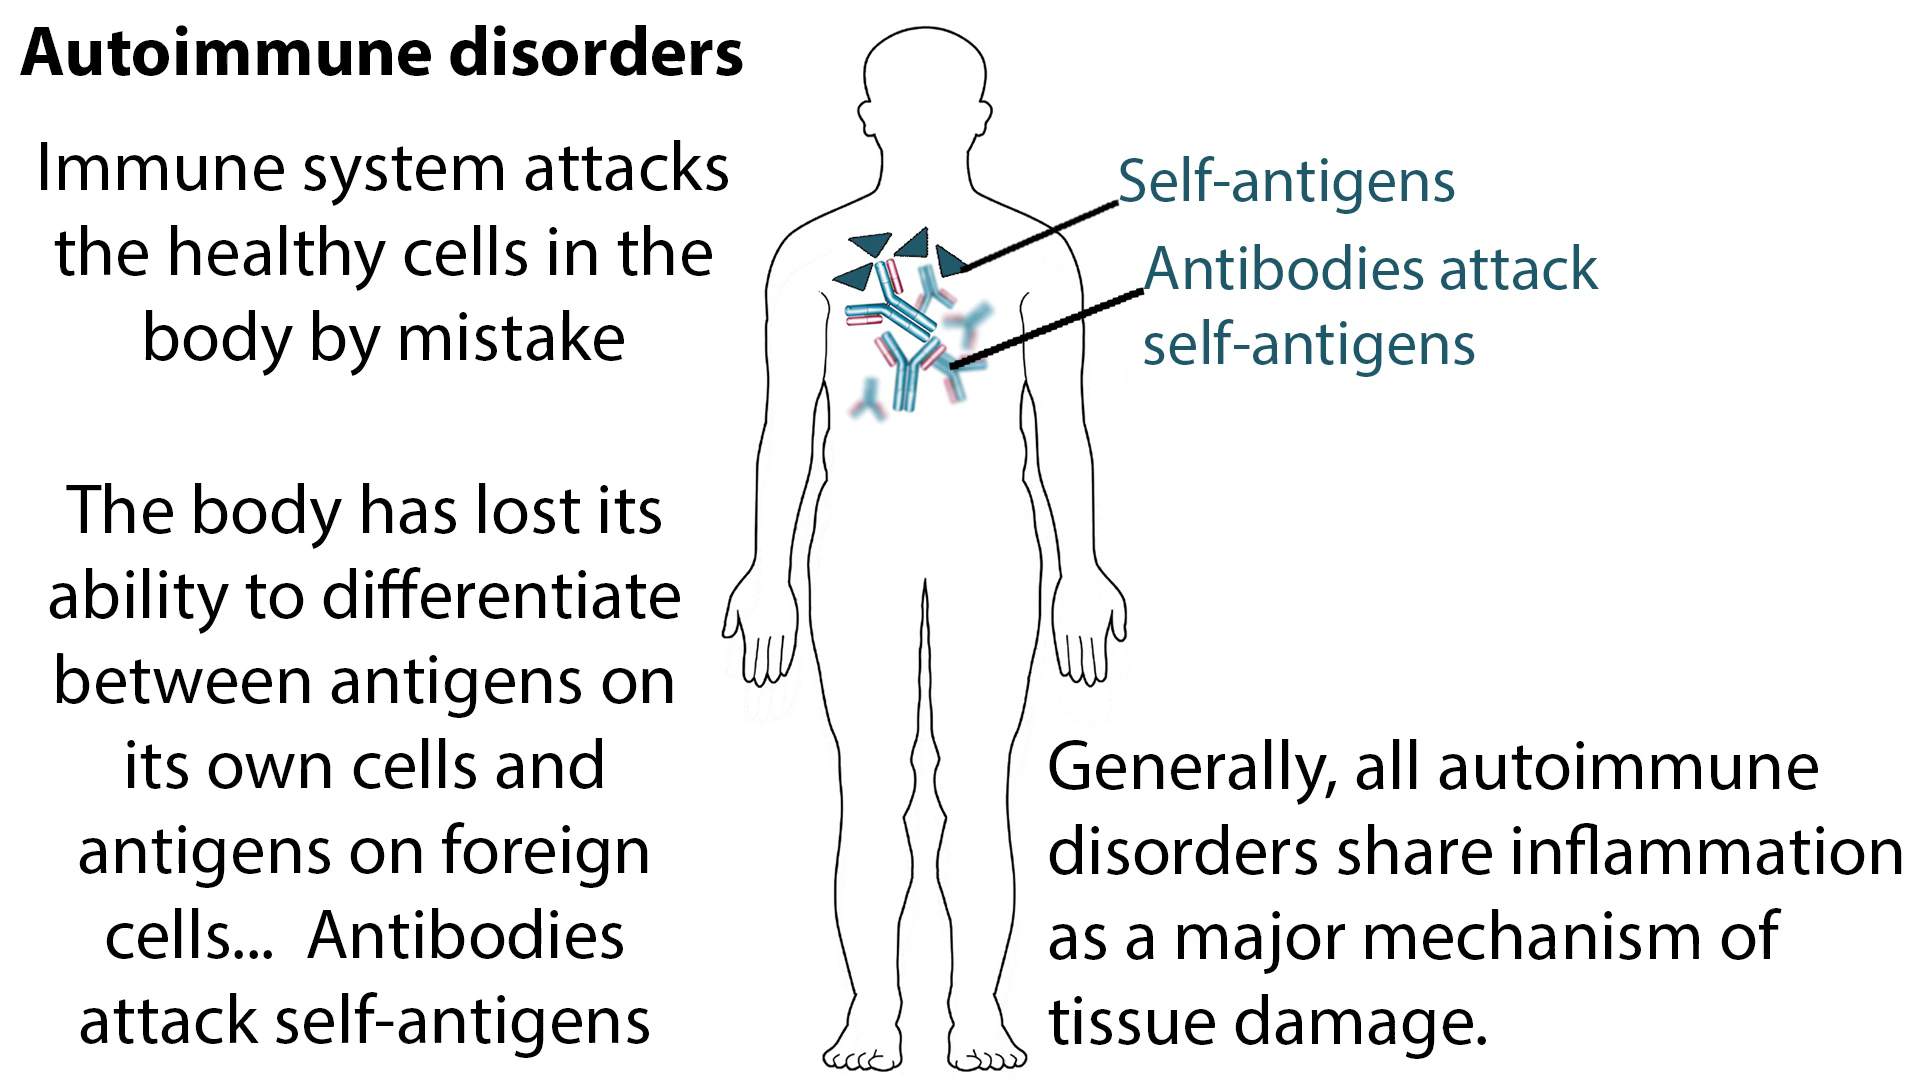 Autoimmune disorders
Immune system attacks
the healthy cells in the
body by mistake
The body has lost its
ability to differentiate
between antigens on
its own cells and
antigens on foreign
cells... Antibodies
attack self-antigens
Self-antigens
Antibodies attack
self-antigens
Generally, all autoimmune
disorders share inflammation
as a major mechanism of
tissue damage.